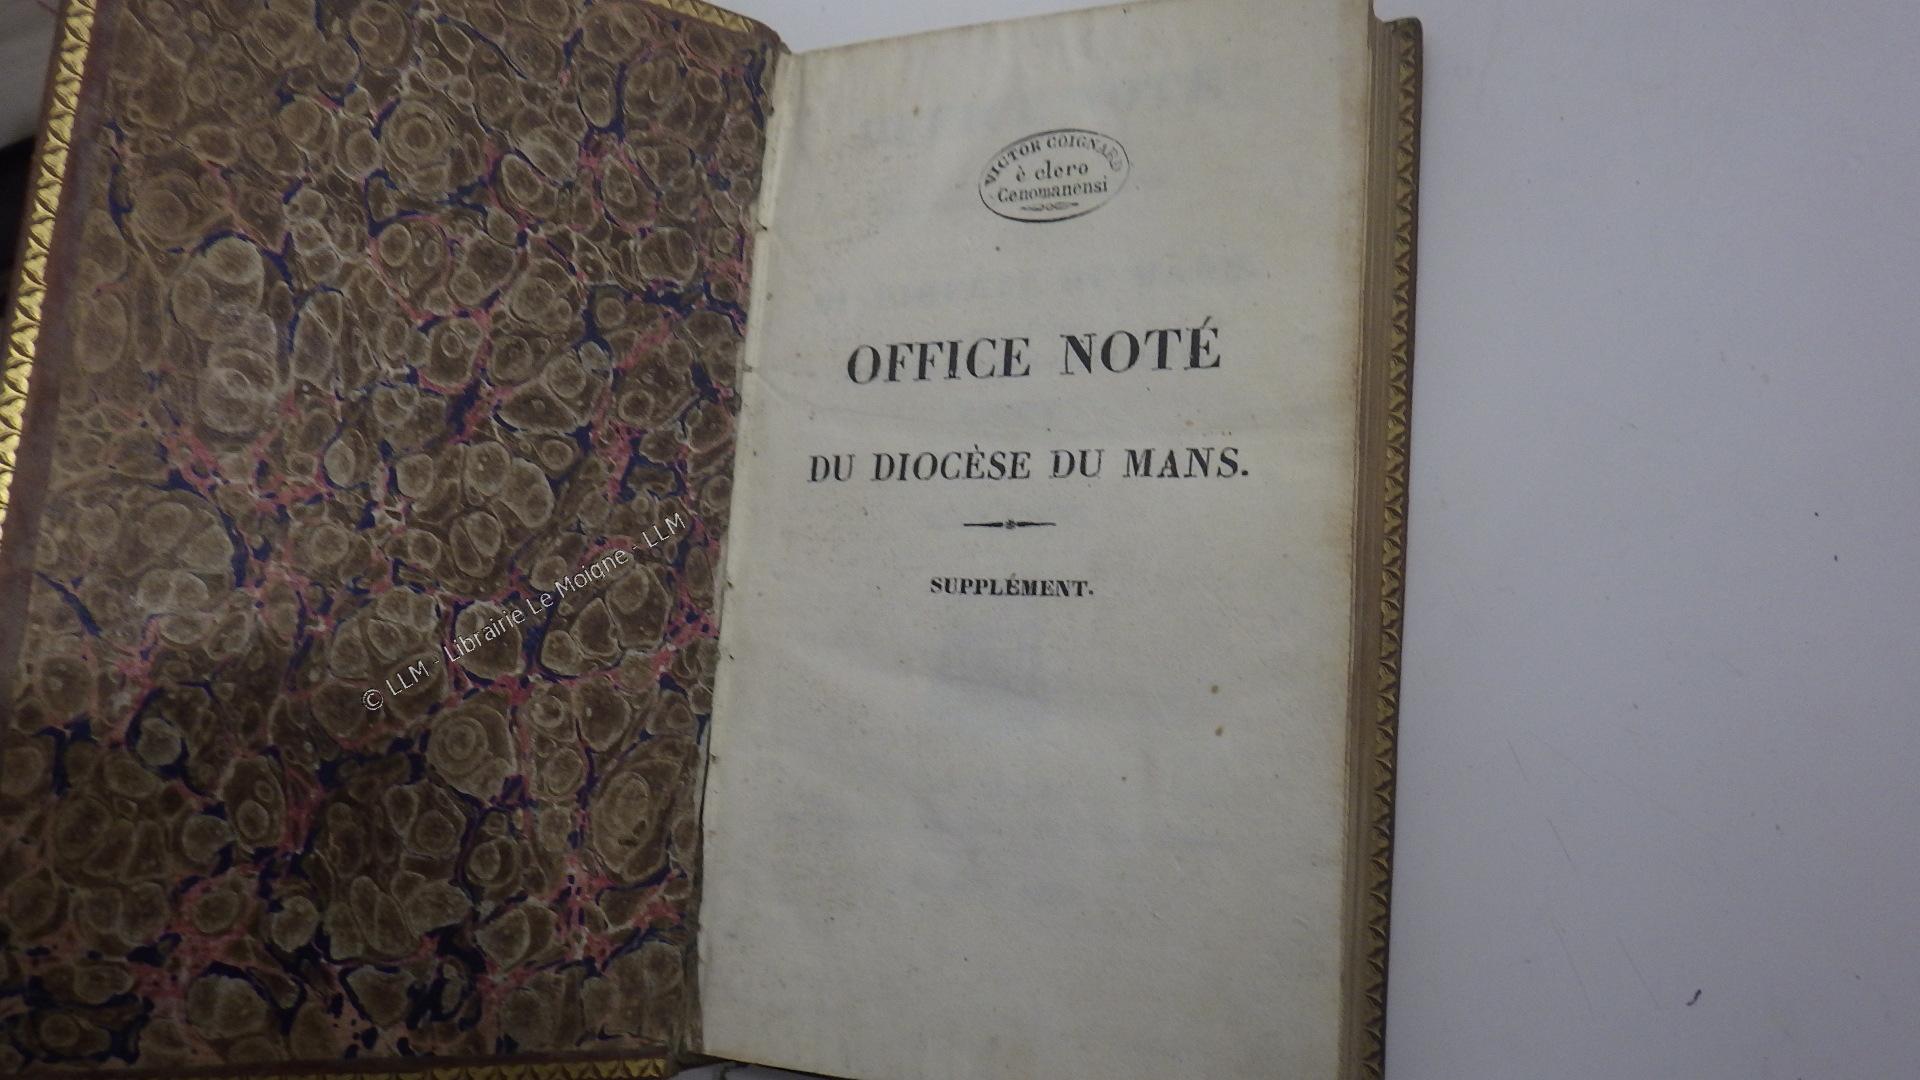 VICTOR COIGNARD
è clero
Cenomanensi
OFFICE NOTÉ
DU DIOCÈSE DU MANS.
SUPPLÉMENT.
© LLM - Librairie Le Moigne - LLM